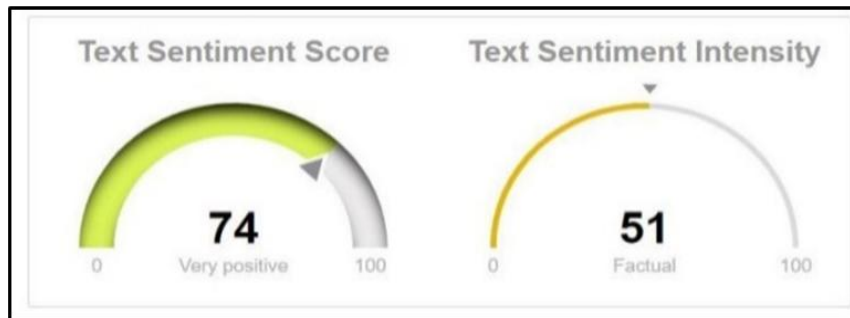 Text Sentiment Score
74
0 Very positive 100
Text Sentiment Intensity
51
0 Factual 100